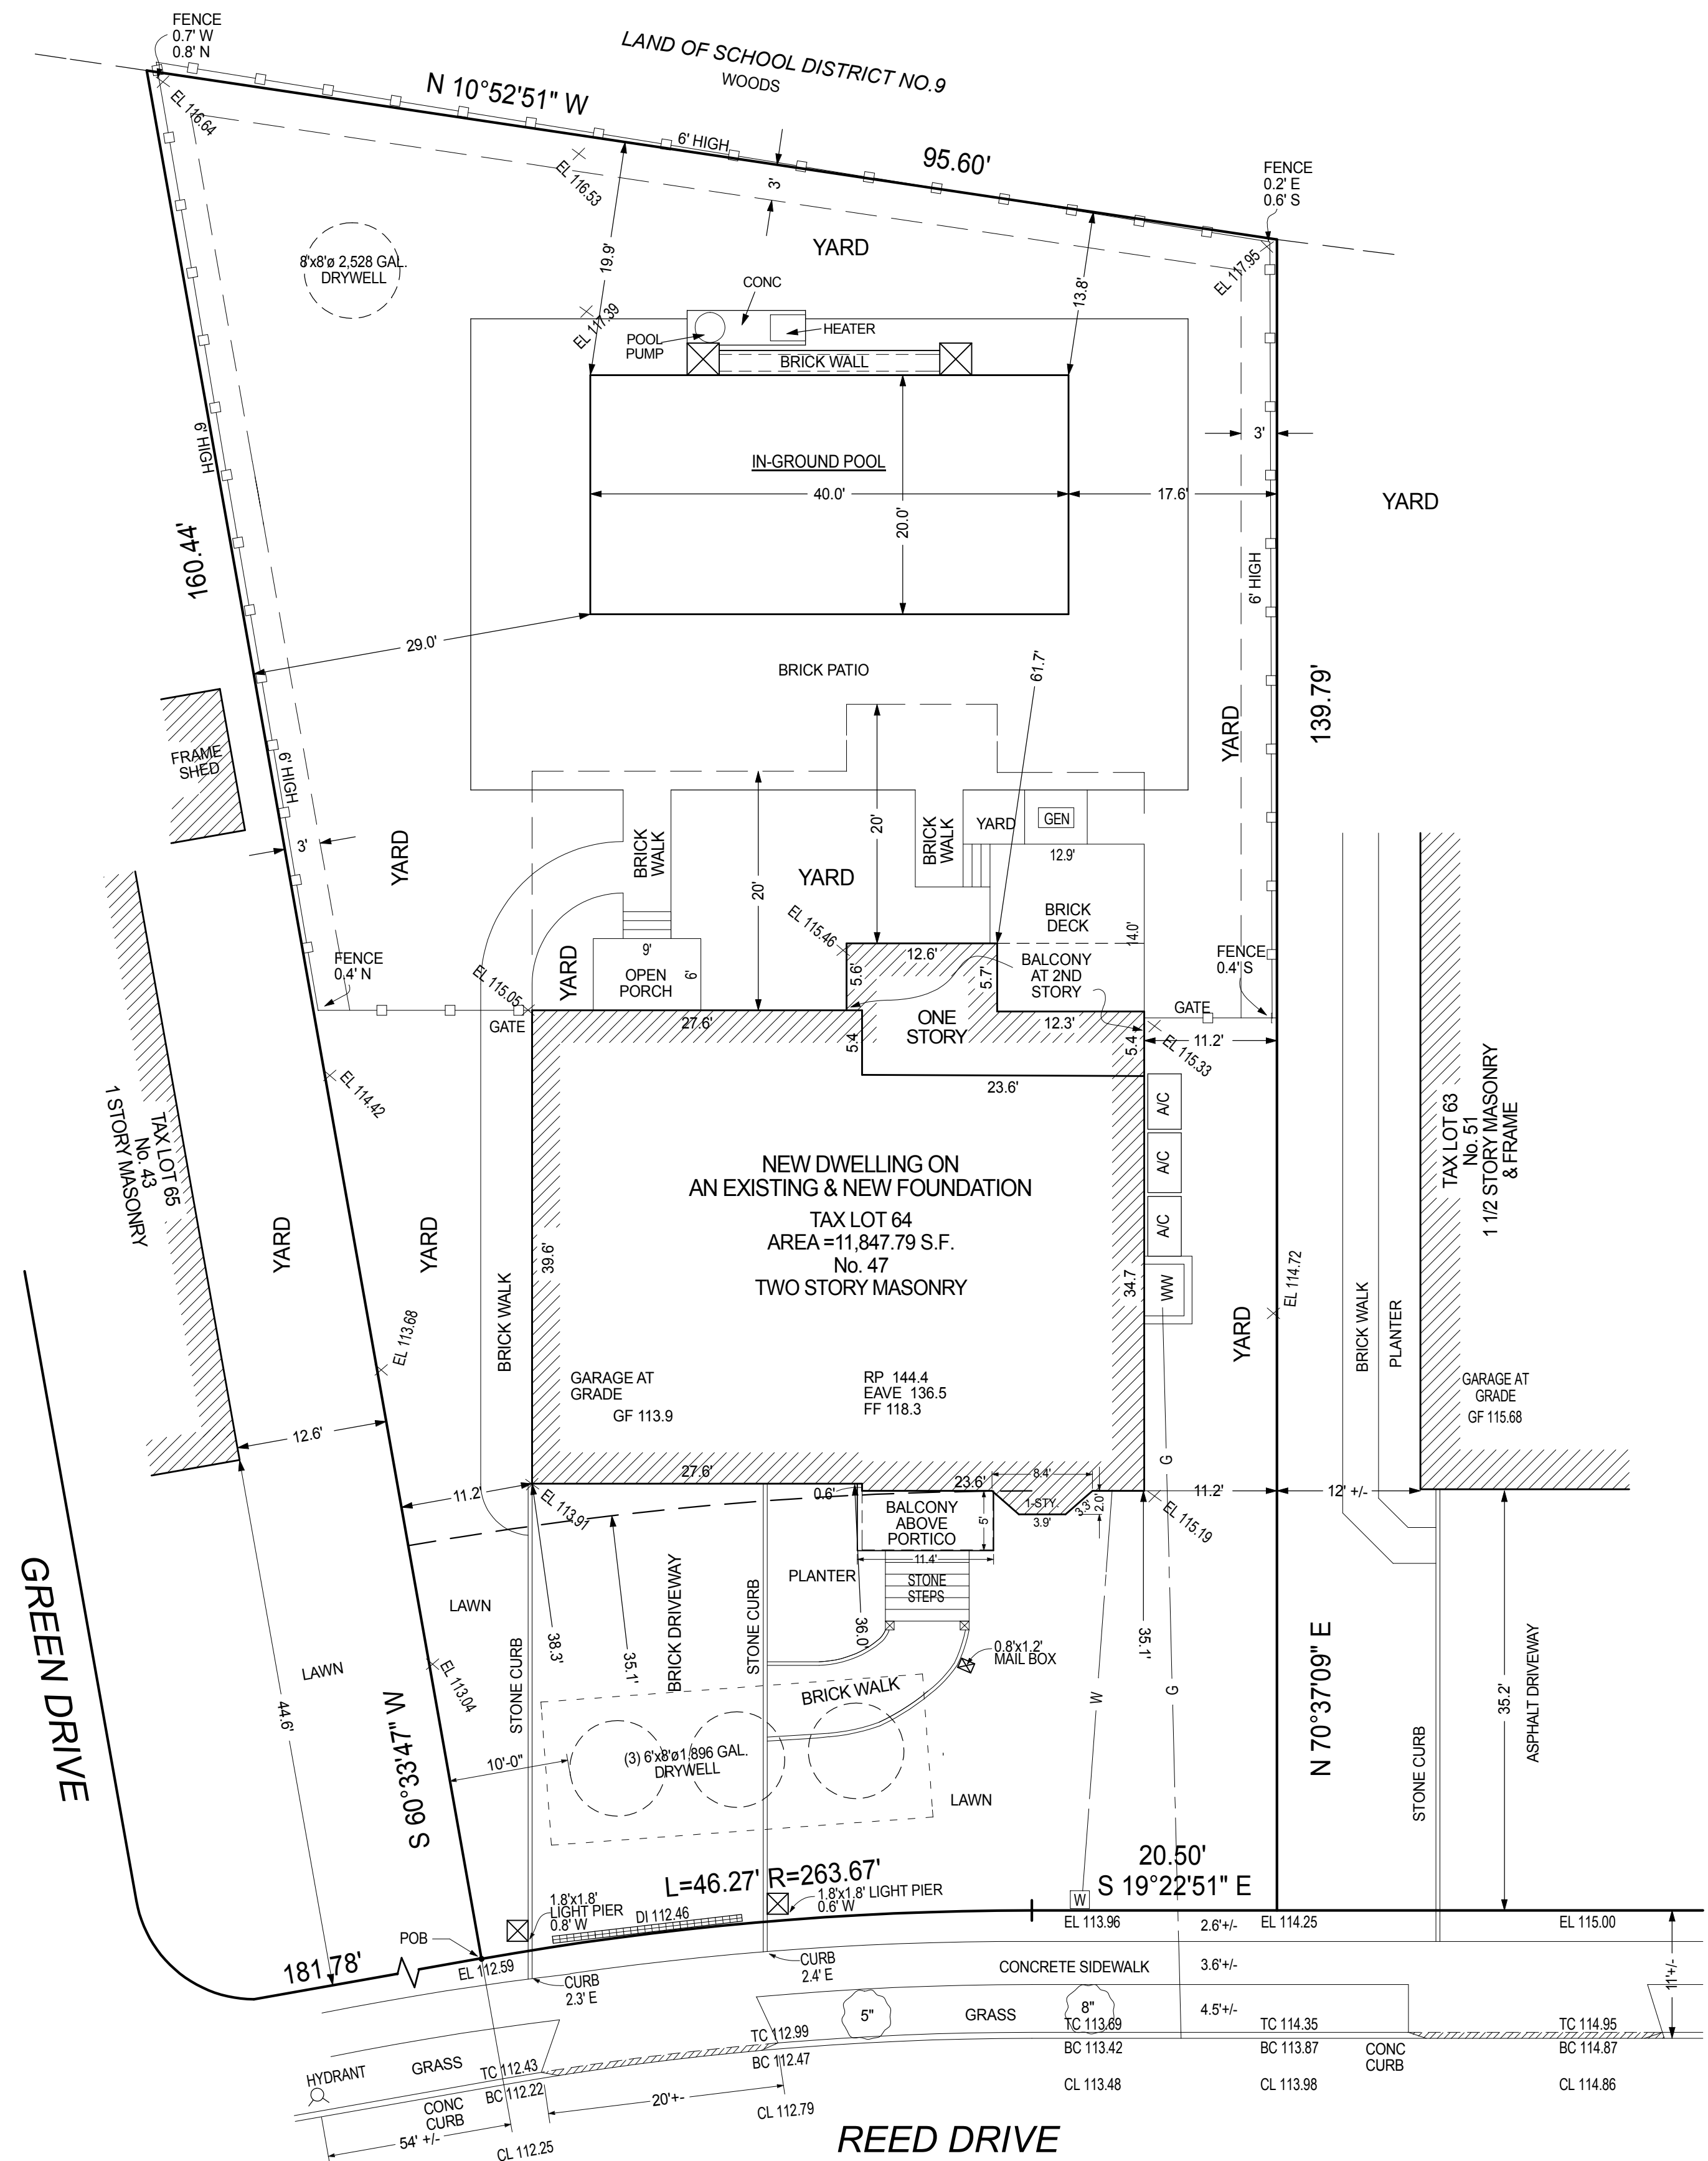 FENCE
0.7' W
0.8' N
LAND OF SCHOOL DISTRICT NO.9
WOODS
N 10°52'51" W
95.60'
6' HIGH
FENCE
0.2' E
0.6' S
EL 116.64
EL 116.53
3'
19.9'
YARD
13.8'
EL 117.95
8'x8'ø 2,528 GAL.
DRYWELL
CONC
EL 117.39
POOL
PUMP
HEATER
BRICK WALL
6' HIGH
3'
IN-GROUND POOL
40.0'
17.6'
20.0'
YARD
160.44'
6' HIGH
29.0'
BRICK PATIO
61.7'
139.79'
YARD
FRAME
SHED
6' HIGH
3'
YARD
BRICK
WALK
20'
20'
YARD
BRICK
WALK
YARD
GEN
12.9'
BRICK
DECK
14.0'
EL 115.46
FENCE
0.4' N
YARD
9'
OPEN
PORCH
6'
12.6'
5.6'
5.7'
BALCONY
AT 2ND
STORY
FENCE
0.4' S
EL 115.05
GATE
27.6'
5.4
ONE
STORY
12.3'
5.4
GATE
11.2'
EL 115.33
23.6'
EL 114.42
TAX LOT 65
No. 43
1 STORY MASONRY
A/C
A/C
A/C
TAX LOT 63
No. 51
1 1/2 STORY MASONRY
& FRAME
NEW DWELLING ON
AN EXISTING & NEW FOUNDATION
TAX LOT 64
AREA =11,847.79 S.F.
No. 47
TWO STORY MASONRY
YARD
YARD
39.6'
34.7
WW
EL 114.72
BRICK WALK
EL 113.68
YARD
BRICK WALK
PLANTER
GARAGE AT
GRADE
GF 113.9
RP 144.4
EAVE 136.5
FF 118.3
GARAGE AT
GRADE
GF 115.68
12.6'
G
27.6'
23.6'
8.4'
11.2'
0.6'
1-STY.
3.3'
2.0'
3.9'
11.2'
12' +/-
EL 113.91
BALCONY
ABOVE
PORTICO
5'
11.4'
EL 115.19
GREEN DRIVE
LAWN
PLANTER
STONE
STEPS
BRICK DRIVEWAY
STONE CURB
38.3'
35.1'
36.0'
35.1'
0.8'x1.2'
MAIL BOX
LAWN
EL 113.04
STONE CURB
BRICK WALK
W
G
44.6'
S 60°33'47" W
N 70°37'09" E
35.2'
ASPHALT DRIVEWAY
STONE CURB
10'-0"
(3) 6'x8'ø1,896 GAL.
DRYWELL
LAWN
L=46.27' R=263.67'
20.50'
S 19°22'51" E
W
1.8'x1.8'
LIGHT PIER
0.8' W
DI 112.46
1.8'x1.8' LIGHT PIER
0.6' W
POB
EL 113.96
2.6'+/-
EL 114.25
EL 115.00
181.78'
EL 112.59
CURB
2.3' E
CURB
2.4' E
CONCRETE SIDEWALK
3.6'+/-
11'+/-
5"
GRASS
8"
4.5'+/-
TC 112.99
TC 113.69
TC 114.35
TC 114.95
BC 112.47
BC 113.42
BC 113.87
CONC
CURB
BC 114.87
HYDRANT
GRASS
TC 112.43
BC 112.22
CL 113.48
CL 113.98
CL 114.86
CONC
CURB
20'+-
CL 112.79
54' +/-
CL 112.25
REED DRIVE